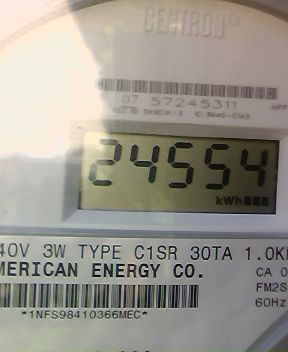 CENTRON®
07 57245311
24554
kWh
40V 3W TYPE C1SR 30TA 1.0K
MERICAN ENERGY CO.
CA 0
FM2S
60Hz
*1NFS98410366MEC*